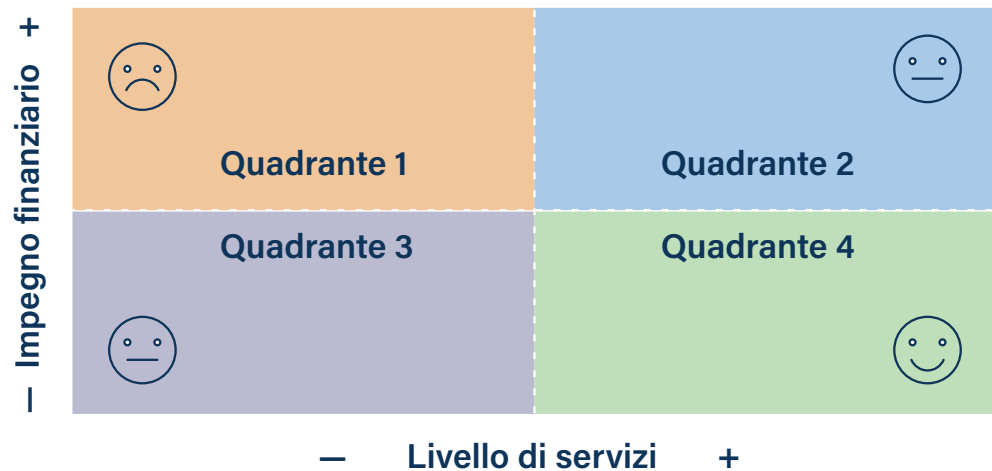 — Impegno finanziario +
Quadrante 1
Quadrante 2
Quadrante 3
Quadrante 4
— Livello di servizi +